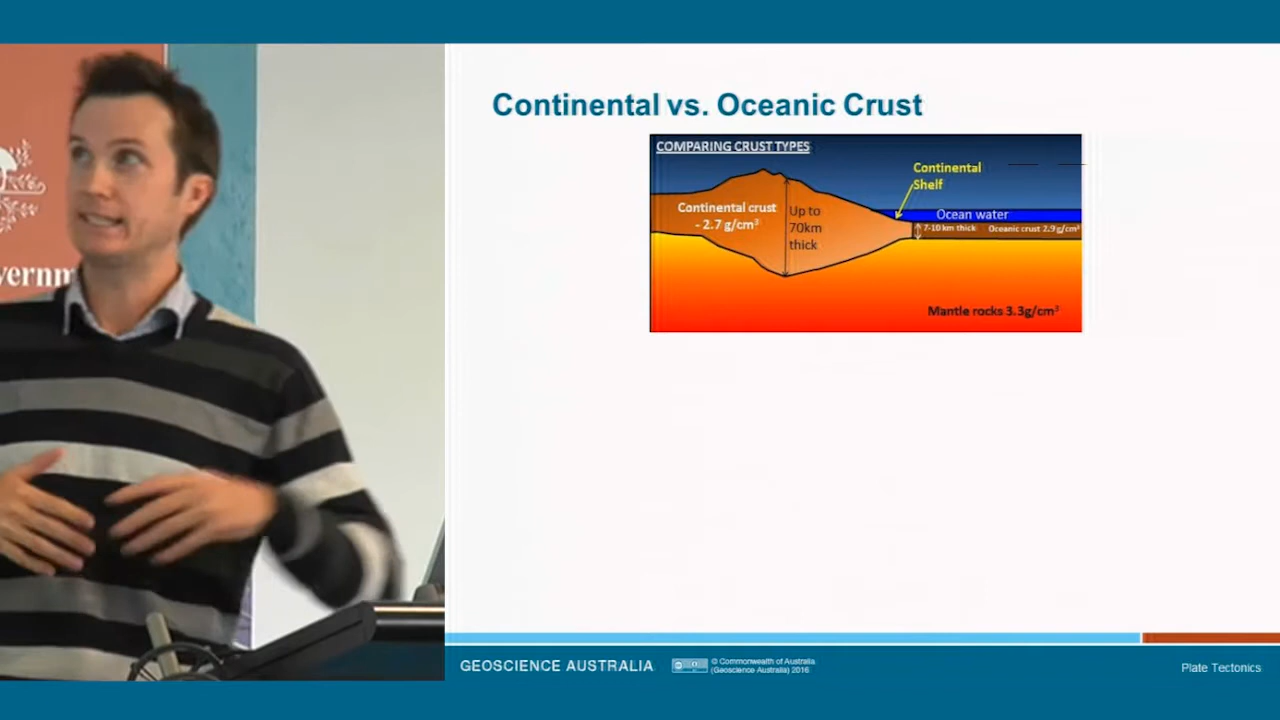 vernm
Continental vs. Oceanic Crust
COMPARING CRUST TYPES
Continental
Shelf
Continental crust
- 2.7 g/cm³
Up to
70km
thick
Ocean water
7-10 km thick
Oceanic crust 2.9g/cm³
Mantle rocks 3.3g/cm³
GEOSCIENCE AUSTRALIA
© Commonwealth of Australia
(Geoscience Australia) 2016
Plate Tectonics